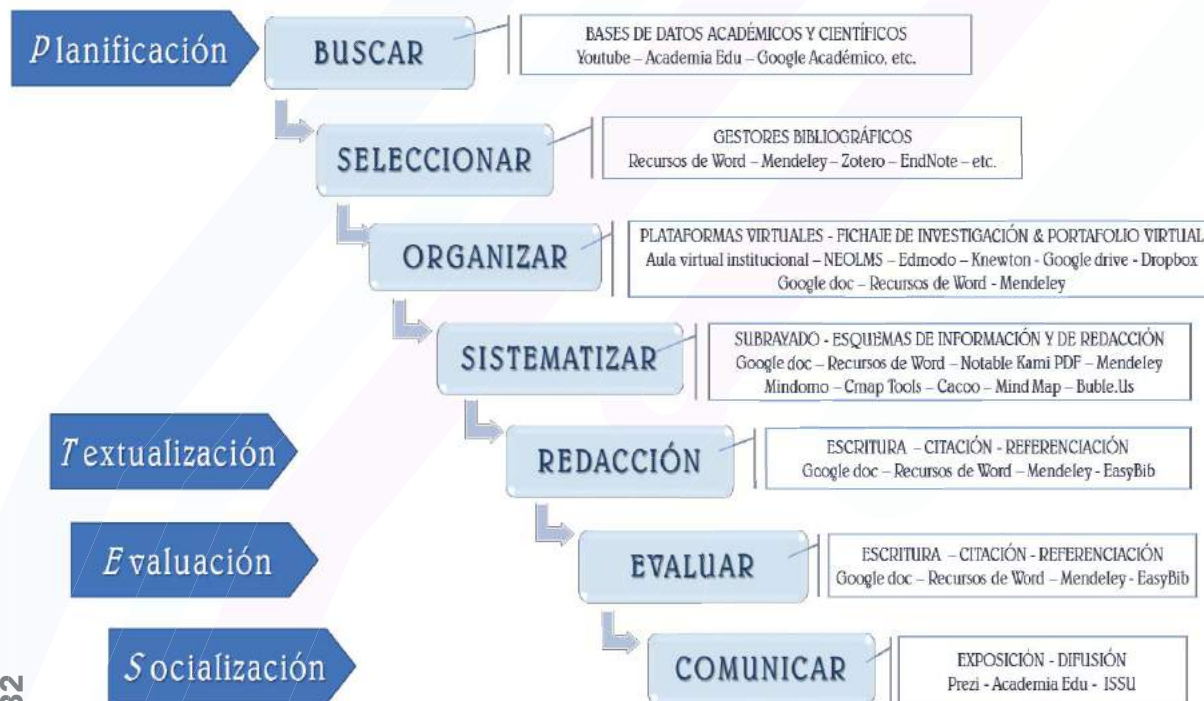 Planificación
BUSCAR
BASES DE DATOS ACADÉMICOS Y CIENTÍFICOS
Youtube – Academia Edu – Google Académico, etc.
SELECCIONAR
GESTORES BIBLIOGRÁFICOS
Recursos de Word – Mendeley – Zotero – EndNote – etc.
ORGANIZAR
PLATAFORMAS VIRTUALES - FICHAJE DE INVESTIGACIÓN & PORTAFOLIO VIRTUAL
Aula virtual institucional – NEOLMS – Edmodo – Knewton - Google drive - Dropbox
Google doc – Recursos de Word - Mendeley
SISTEMATIZAR
SUBRAYADO - ESQUEMAS DE INFORMACIÓN Y DE REDACCIÓN
Google doc – Recursos de Word – Notable Kami PDF – Mendeley
Mindomo – Cmap Tools – Cacoo – Mind Map – Buble.Us
Textualización
REDACCIÓN
ESCRITURA – CITACIÓN - REFERENCIACIÓN
Google doc – Recursos de Word – Mendeley - EasyBib
Evaluación
EVALUAR
ESCRITURA – CITACIÓN - REFERENCIACIÓN
Google doc – Recursos de Word – Mendeley - EasyBib
Socialización
COMUNICAR
EXPOSICIÓN - DIFUSIÓN
Prezi - Academia Edu - ISSU